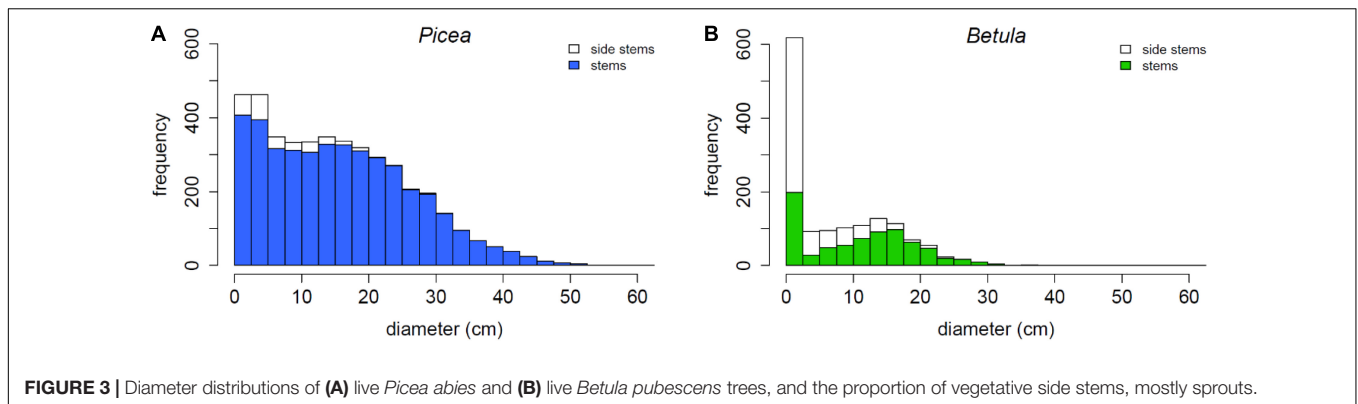 A
Picea
side stems
stems
600
400
200
0
frequency
0 10 20 30 40 50 60
diameter (cm)
B
Betula
side stems
stems
600
400
200
0
frequency
0 10 20 30 40 50 60
diameter (cm)
FIGURE 3 | Diameter distributions of (A) live Picea abies and (B) live Betula pubescens trees, and the proportion of vegetative side stems, mostly sprouts.